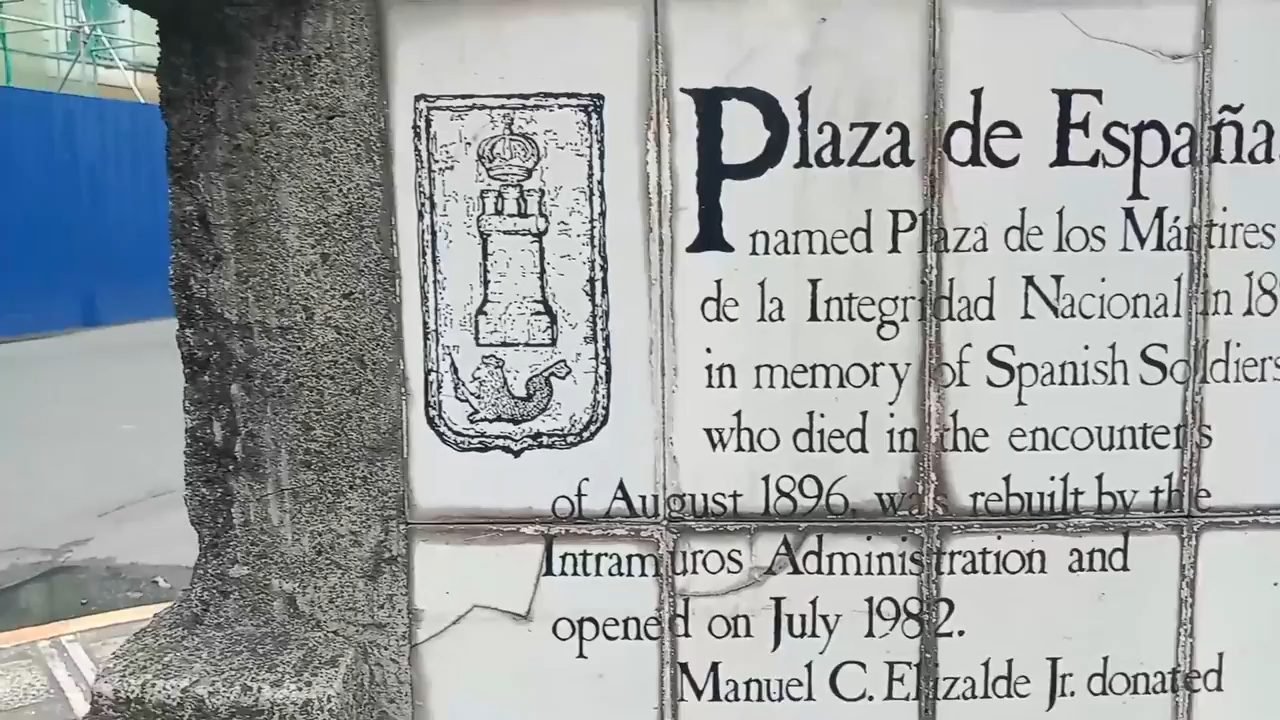 Plaza de España
named Plaza de los Mártires
de la Integridad Nacional in 18
in memory of Spanish Soldiers
who died in the encounters
of August 1896, was rebuilt by the
Intramuros Administration and
opened on July 1982.
Manuel C. Elizalde Jr. donated